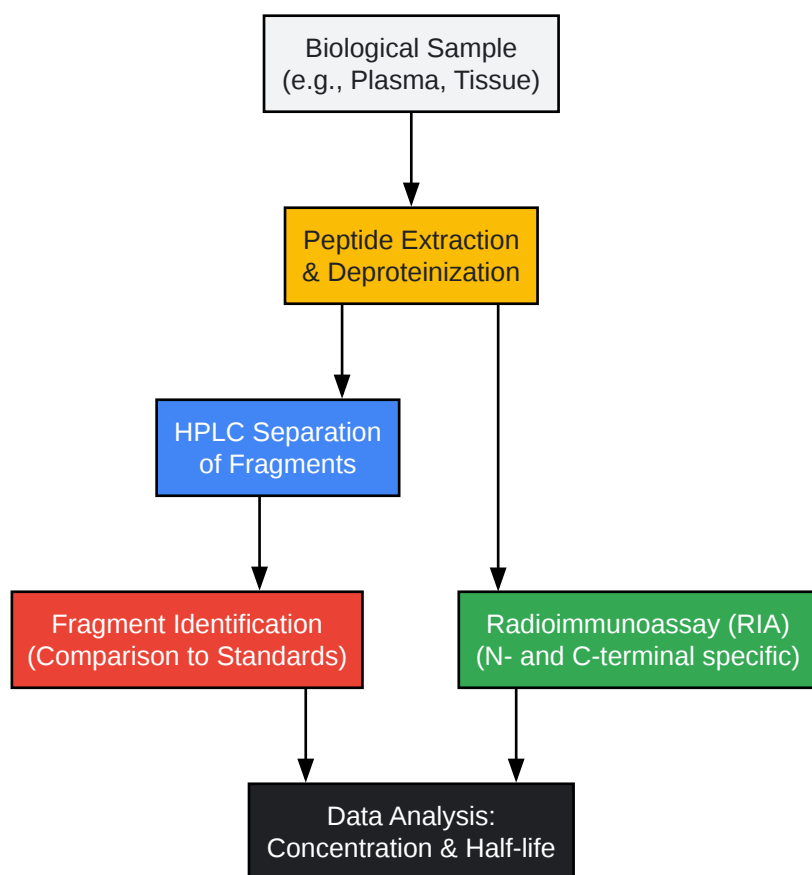 Biological Sample
(e.g., Plasma, Tissue)
Peptide Extraction
& Deproteinization
HPLC Separation
of Fragments
Fragment Identification
(Comparison to Standards)
Radioimmunoassay (RIA)
(N- and C-terminal specific)
Data Analysis:
Concentration & Half-life